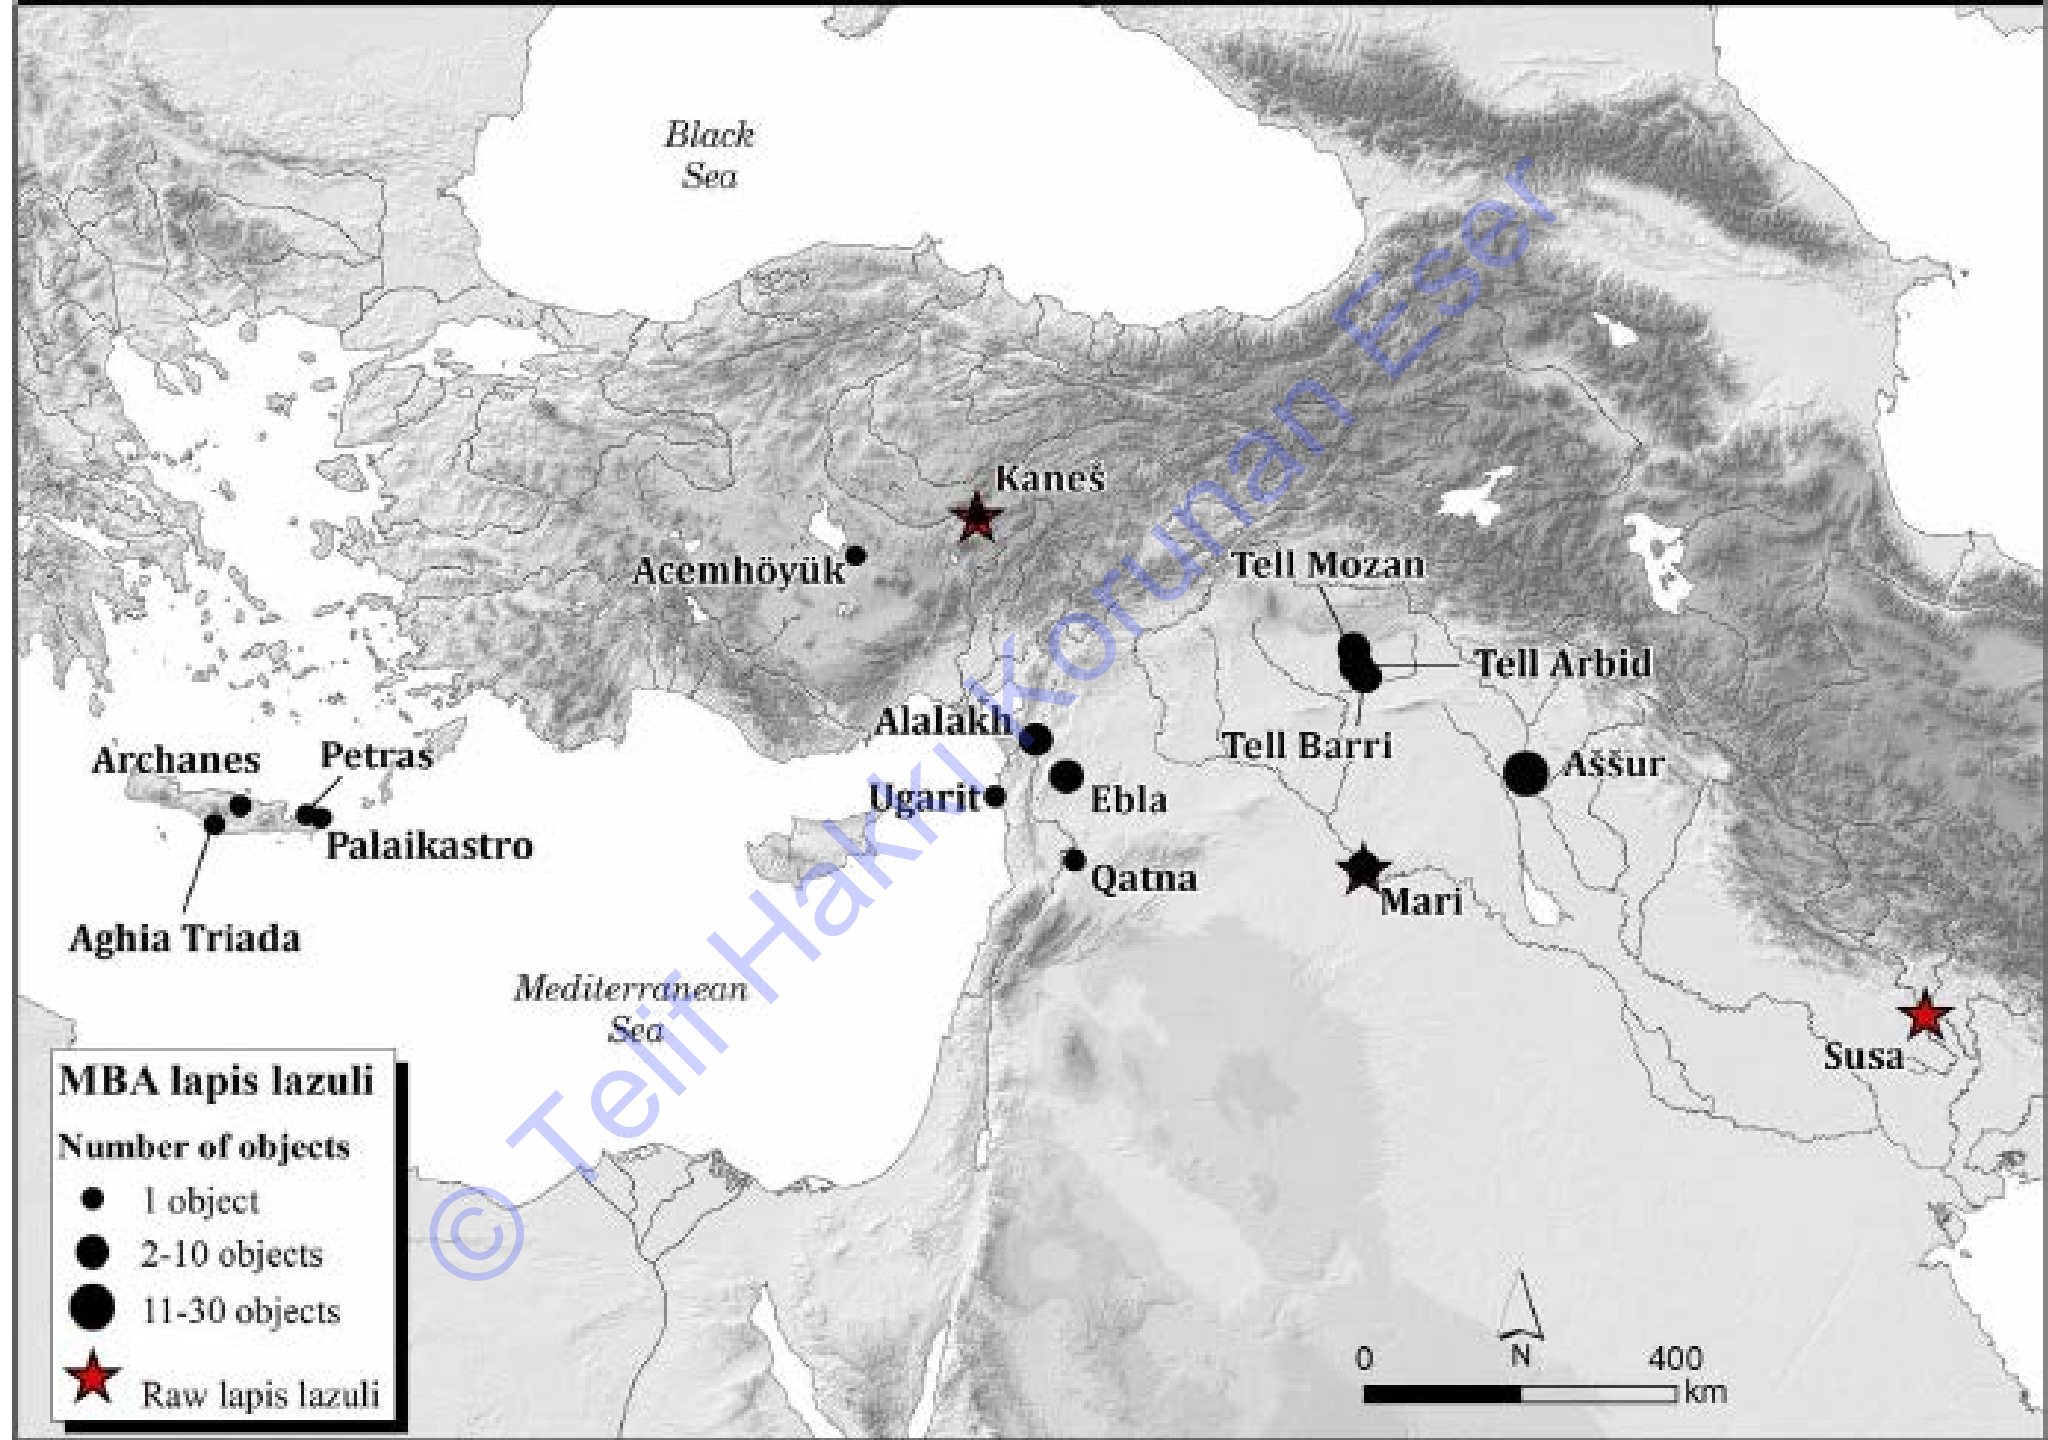 Black
Sea
Kaneš
Acemhöyük
Tell Mozan
Tell Arbid
Alalakh
Tell Barri
Archanes
Petras
Aššur
Ugarit
Ebla
Palaikastro
Qatna
Mari
Aghia Triada
Mediterranean
Sea
Susa
MBA lapis lazuli
Number of objects
1 object
2-10 objects
11-30 objects
Raw lapis lazuli
N
0 400
km
© Telif Hakkı Korunan Eser